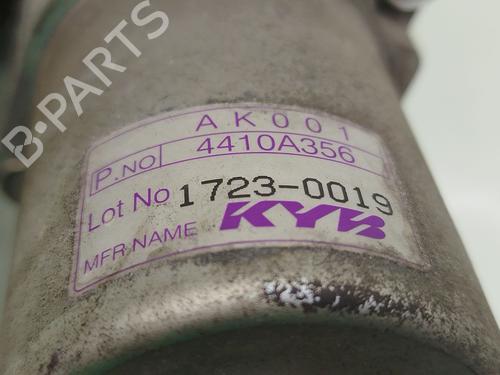 AK001
P.NO 4410A356
Lot No 1723-0019
MFR NAME KYB
B-PARTS